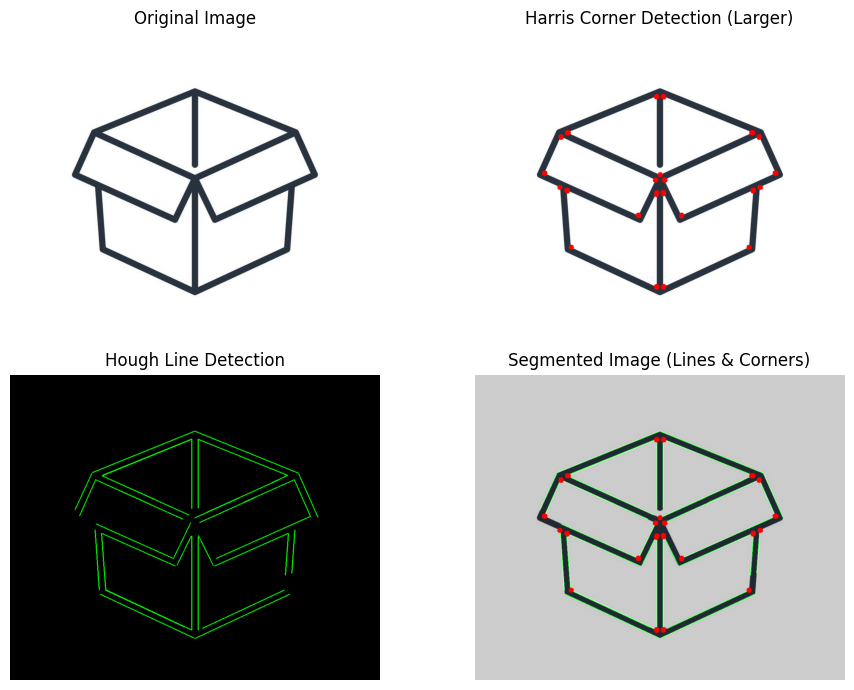 Original Image
Harris Corner Detection (Larger)
Hough Line Detection
Segmented Image (Lines & Corners)